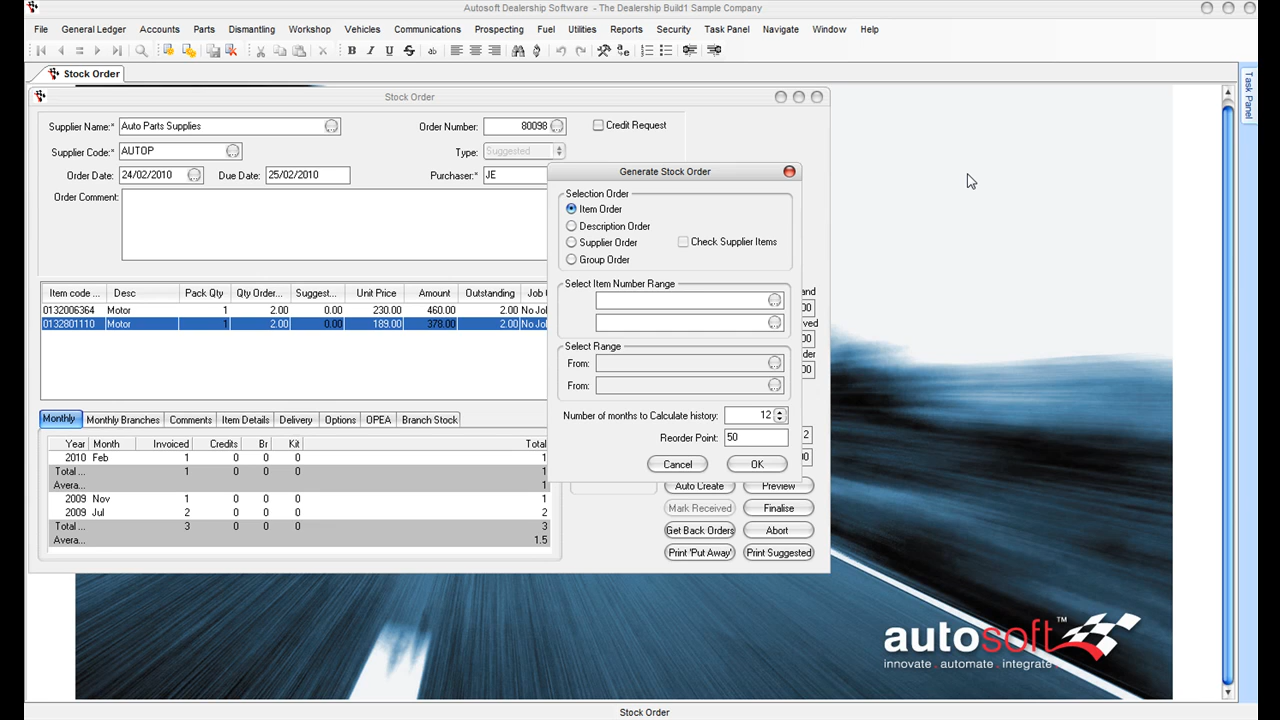 Autosoft Dealership Software - The Dealership Build1 Sample Company
File General Ledger Accounts Parts Dismantling Workshop Vehicles Communications Prospecting Fuel Utilities Reports Security Task Panel Navigate Window Help
Stock Order
Task Panel
Stock Order
Supplier Name:* Auto Parts Supplies Order Number: 80098 Credit Request
Supplier Code:* AUTOP Type: Suggested
Order Date: 24/02/2010 Due Date: 25/02/2010 Purchaser:* JE
Order Comment:
Item code ... Desc Pack Qty Qty Order... Suggest... Unit Price Amount Outstanding
0132006364 Motor 1 2.00 0.00 230.00 460.00 2.00 No Jol
0132801110 Motor 1 2.00 0.00 189.00 378.00 2.00 No Jol
Monthly Monthly Branches Comments Item Details Delivery Options OPEA Branch Stock
Year Month Invoiced Credits Br Kit Total
2010 Feb 1 0 0 0 1
Total ... 1 0 0 0 1
Avera... 1
2009 Nov 1 0 0 0 1
2009 Jul 2 0 0 0 2
Total ... 3 0 0 0 3
Avera... 1.5
Generate Stock Order
Selection Order
Item Order
Description Order
Supplier Order Check Supplier Items
Group Order
Select Item Number Range
Select Range
From:
From:
Number of months to Calculate history: 12
Reorder Point: 50
Cancel OK
Auto Create Preview
Mark Received Finalise
Get Back Orders Abort
Print 'Put Away' Print Suggested
autosoft™
innovate . automate . integrate
Stock Order